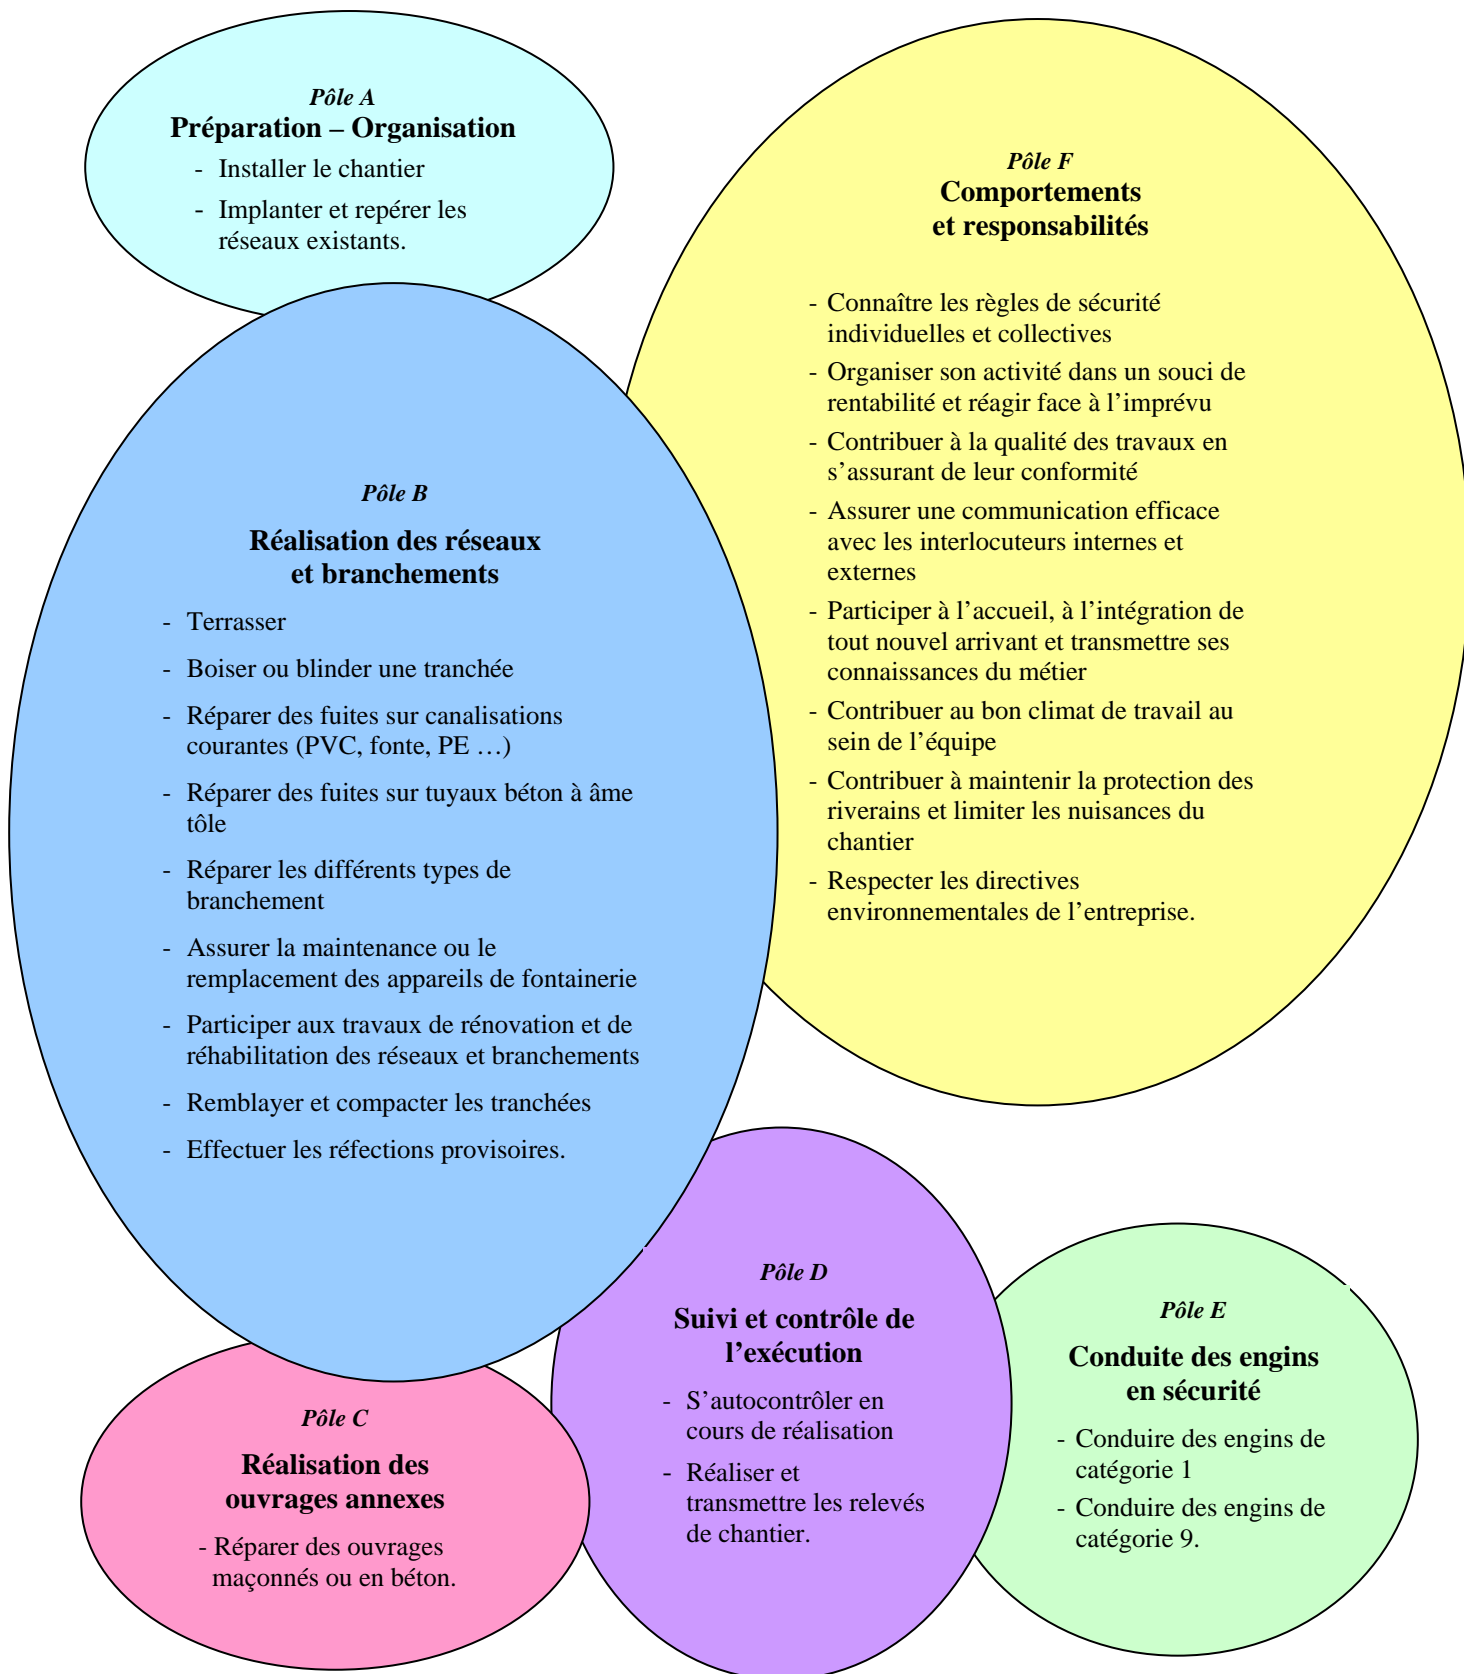 Pôle A
Préparation – Organisation
- Installer le chantier
- Implanter et repérer les
réseaux existants.
Pôle F
Comportements
et responsabilités
- Connaître les règles de sécurité
individuelles et collectives
- Organiser son activité dans un souci de
rentabilité et réagir face à l’imprévu
- Contribuer à la qualité des travaux en
s’assurant de leur conformité
- Assurer une communication efficace
avec les interlocuteurs internes et
externes
- Participer à l’accueil, à l’intégration de
tout nouvel arrivant et transmettre ses
connaissances du métier
- Contribuer au bon climat de travail au
sein de l’équipe
- Contribuer à maintenir la protection des
riverains et limiter les nuisances du
chantier
- Respecter les directives
environnementales de l’entreprise.
Pôle B
Réalisation des réseaux
et branchements
- Terrasser
- Boiser ou blinder une tranchée
- Réparer des fuites sur canalisations
courantes (PVC, fonte, PE …)
- Réparer des fuites sur tuyaux béton à âme
tôle
- Réparer les différents types de
branchement
- Assurer la maintenance ou le
remplacement des appareils de fontainerie
- Participer aux travaux de rénovation et de
réhabilitation des réseaux et branchements
- Remblayer et compacter les tranchées
- Effectuer les réfections provisoires.
Pôle C
Réalisation des
ouvrages annexes
- Réparer des ouvrages
maçonnés ou en béton.
Pôle D
Suivi et contrôle de
l’exécution
- S’autocontrôler en
cours de réalisation
- Réaliser et
transmettre les relevés
de chantier.
Pôle E
Conduite des engins
en sécurité
- Conduire des engins de
catégorie 1
- Conduire des engins de
catégorie 9.